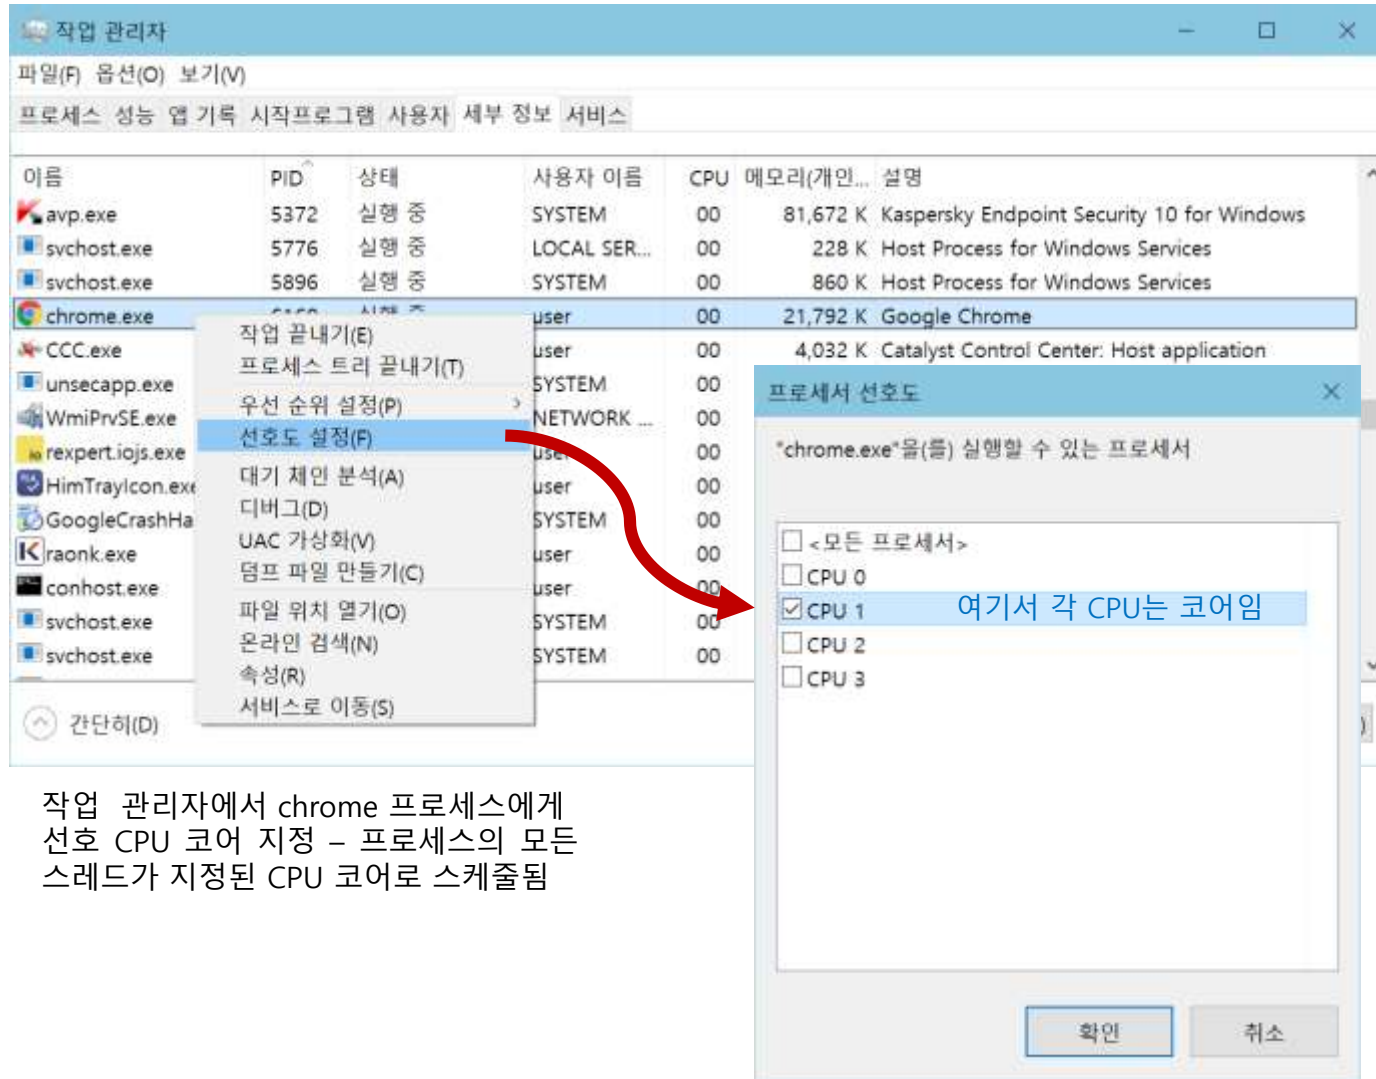 작업 관리자
파일(F) 옵션(O) 보기(V)
프로세스 성능 앱 기록 시작프로그램 사용자 세부 정보 서비스
이름 PID 상태 사용자 이름 CPU 메모리(개인... 설명
avp.exe 5372 실행 중 SYSTEM 00 81,672 K Kaspersky Endpoint Security 10 for Windows
svchost.exe 5776 실행 중 LOCAL SER... 00 228 K Host Process for Windows Services
svchost.exe 5896 실행 중 SYSTEM 00 860 K Host Process for Windows Services
chrome.exe user 00 21,792 K Google Chrome
CCC.exe user 00 4,032 K Catalyst Control Center: Host application
unsecapp.exe SYSTEM 00
WmiPrvSE.exe NETWORK ... 00
rexpert.iojs.exe user 00
HimTrayIcon.exe user 00
GoogleCrashHa SYSTEM 00
raonk.exe user 00
conhost.exe user 00
svchost.exe SYSTEM 00
svchost.exe SYSTEM 00
간단히(D)
작업 끝내기(E)
프로세스 트리 끝내기(T)
우선 순위 설정(P)
선호도 설정(F)
대기 체인 분석(A)
디버그(D)
UAC 가상화(V)
덤프 파일 만들기(C)
파일 위치 열기(O)
온라인 검색(N)
속성(R)
서비스로 이동(S)
프로세서 선호도
"chrome.exe"을(를) 실행할 수 있는 프로세서
<모든 프로세서>
CPU 0
CPU 1 여기서 각 CPU는 코어임
CPU 2
CPU 3
확인 취소
작업 관리자에서 chrome 프로세스에게
선호 CPU 코어 지정 – 프로세스의 모든
스레드가 지정된 CPU 코어로 스케줄됨